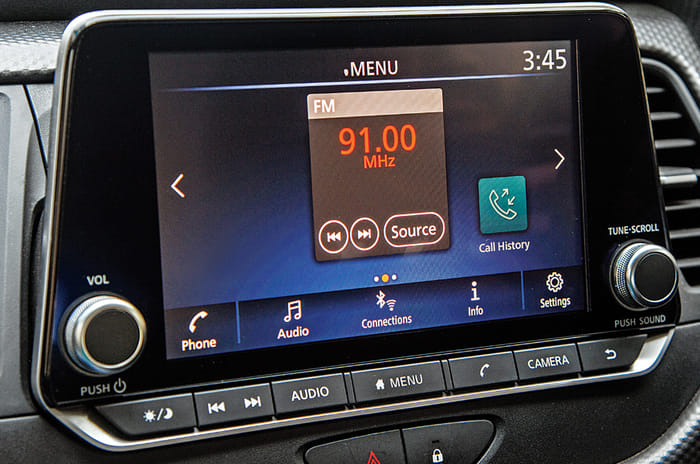 MENU
3:45
FM
91.00
MHz
Source
Call History
TUNE·SCROLL
VOL
Phone
Audio
Connections
Info
Settings
PUSH
PUSH SOUND
AUDIO
MENU
CAMERA